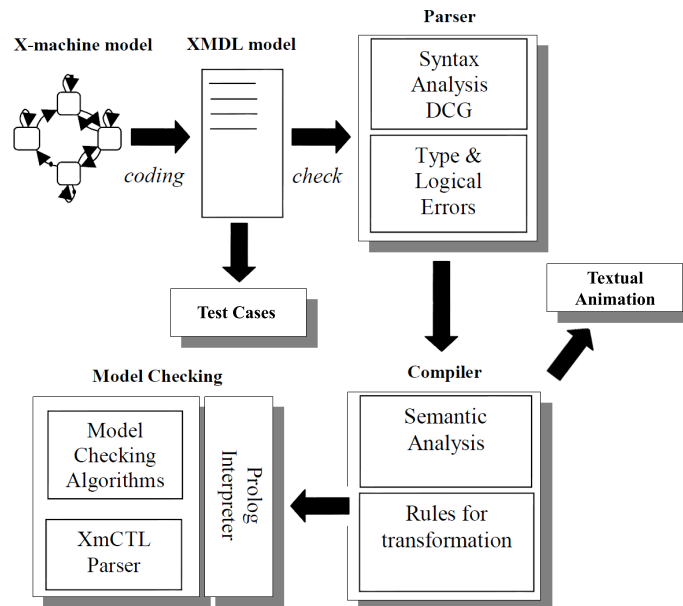 X-machine model
XMDL model
Parser
Syntax
Analysis
DCG
coding
check
Type &
Logical
Errors
Test Cases
Textual
Animation
Model Checking
Compiler
Model
Checking
Algorithms
XmCTL
Parser
Prolog
Interpreter
Semantic
Analysis
Rules for
transformation